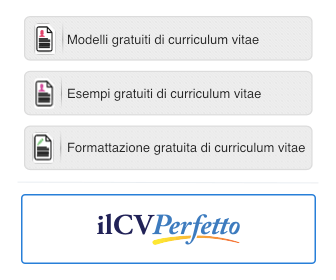 Modelli gratuiti di curriculum vitae
Esempi gratuiti di curriculum vitae
Formattazione gratuita di curriculum vitae
ilCVPerfetto